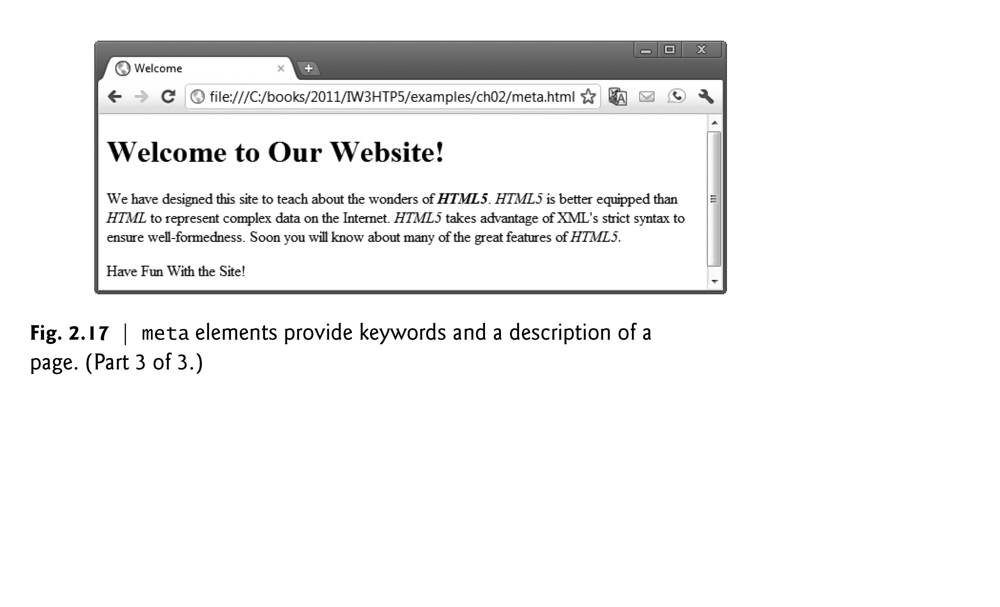 Welcome
file:///C:/books/2011/IW3HTP5/examples/ch02/meta.html
Welcome to Our Website!
We have designed this site to teach about the wonders of HTML5. HTML5 is better equipped than
HTML to represent complex data on the Internet. HTML5 takes advantage of XML's strict syntax to
ensure well-formedness. Soon you will know about many of the great features of HTML5.
Have Fun With the Site!
Fig. 2.17 | meta elements provide keywords and a description of a
page. (Part 3 of 3.)